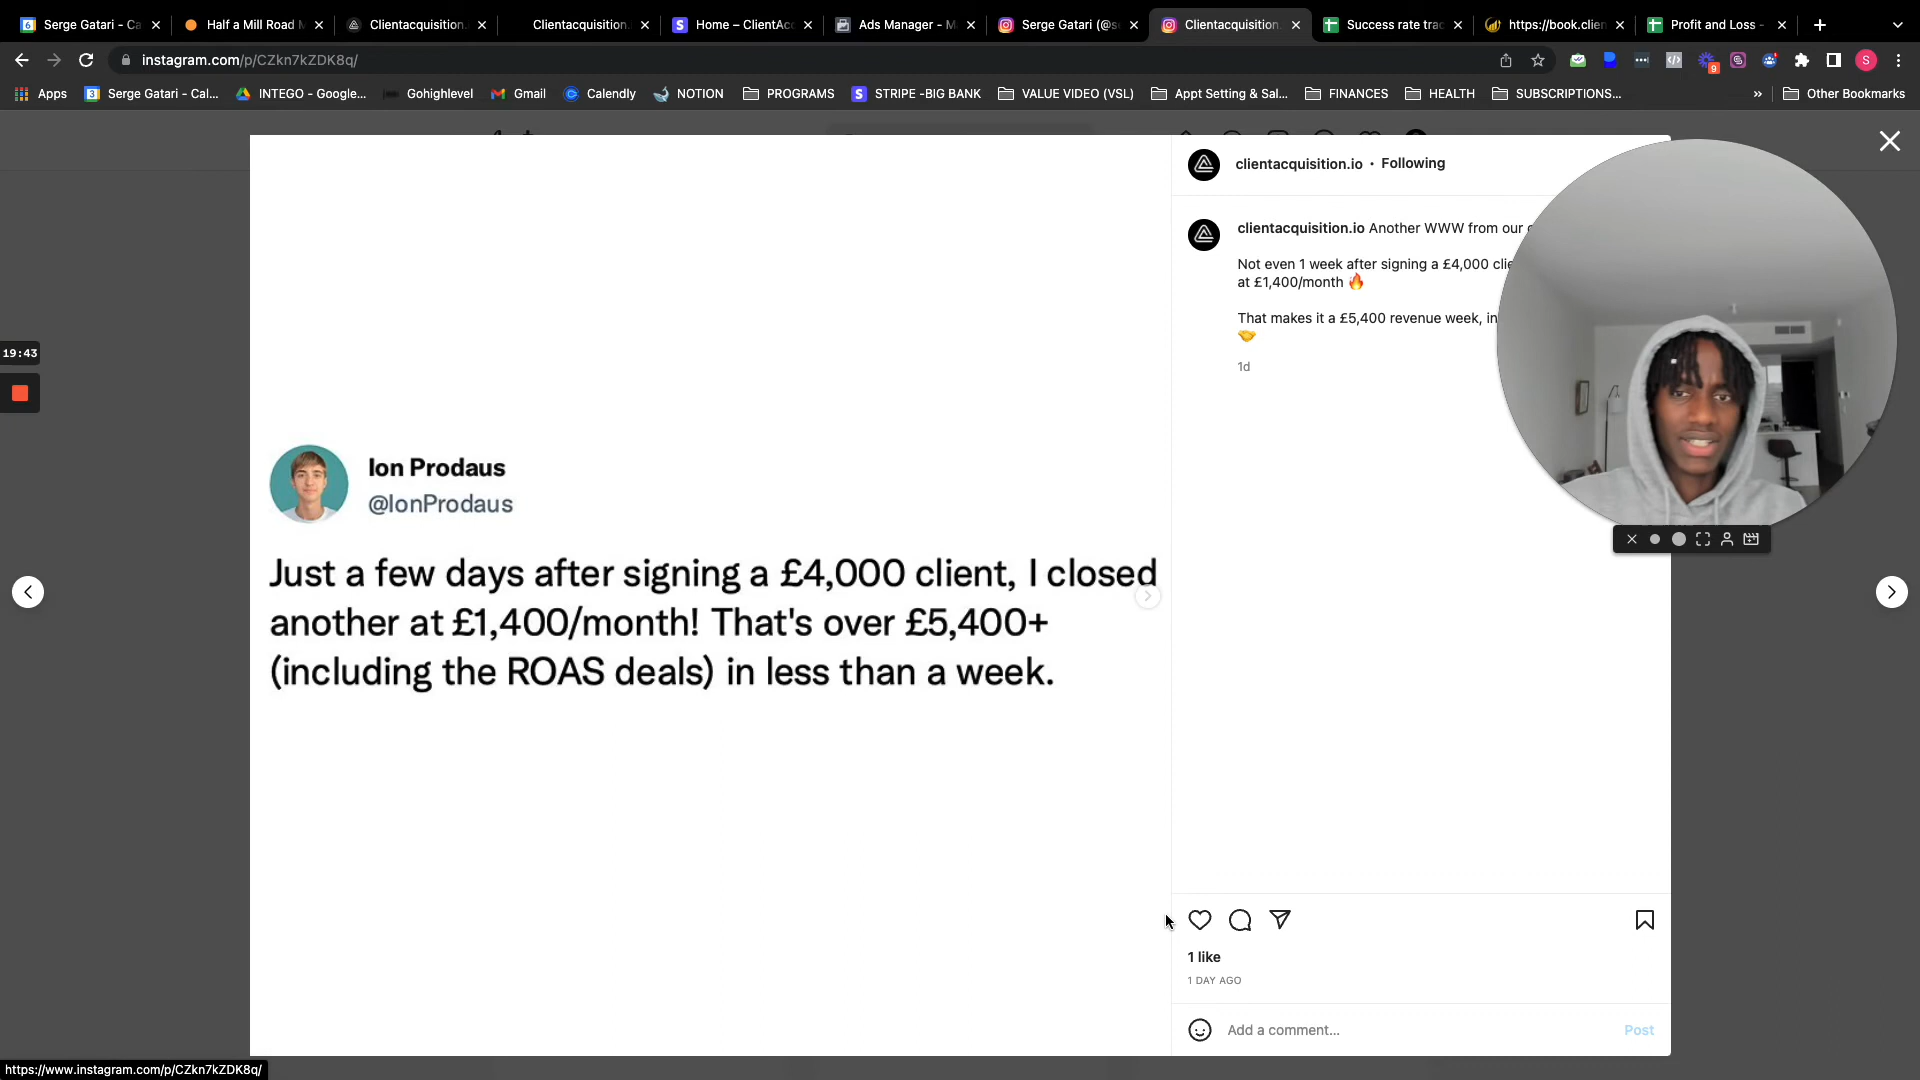 Serge Gatari - Ca
Half a Mill Road M
Clientacquisition.
Clientacquisition.
Home – ClientAcc
Ads Manager - M
Serge Gatari (@s
Clientacquisition.
Success rate trac
https://book.clien
Profit and Loss -
instagram.com/p/CZkn7kZDK8q/
9
S
Apps
Serge Gatari - Cal...
INTEGO - Google...
Gohighlevel
Gmail
Calendly
NOTION
PROGRAMS
STRIPE -BIG BANK
VALUE VIDEO (VSL)
Appt Setting & Sal...
FINANCES
HEALTH
SUBSCRIPTIONS...
»
Other Bookmarks
19:43
Ion Prodaus
@IonProdaus
Just a few days after signing a £4,000 client, I closed
another at £1,400/month! That's over £5,400+
(including the ROAS deals) in less than a week.
clientacquisition.io • Following
clientacquisition.io Another WWW from our
Not even 1 week after signing a £4,000 clie
at £1,400/month 🔥
That makes it a £5,400 revenue week, in
🤝
1d
1 like
1 DAY AGO
Add a comment...
Post
https://www.instagram.com/p/CZkn7kZDK8q/